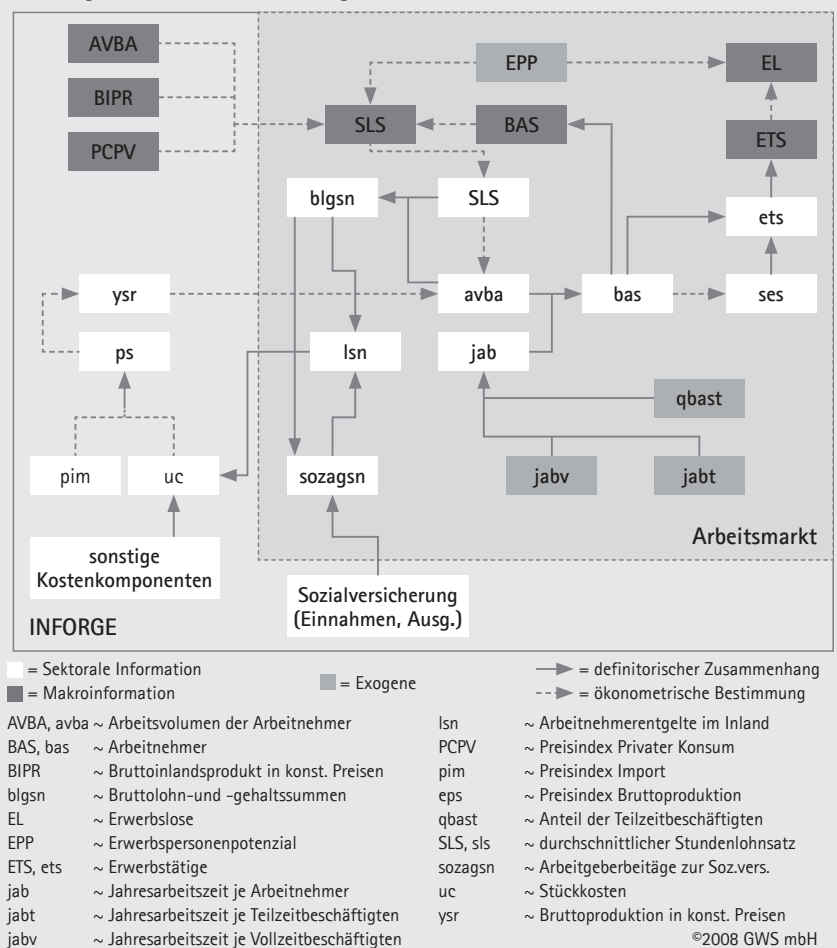 AVBA
EPP
EL
BIPR
SLS
BAS
ETS
PCPV
blgsn
SLS
ets
ysr
avba
bas
ses
ps
lsn
jab
qbast
pim
uc
sozagsn
jabv
jabt
sonstige
Kostenkomponenten
Arbeitsmarkt
Sozialversicherung
(Einnahmen, Ausg.)
INFORGE
= Sektorale Information
= Makroinformation
= Exogene
= definitorischer Zusammenhang
= ökonometrische Bestimmung
AVBA, avba ~ Arbeitsvolumen der Arbeitnehmer
BAS, bas ~ Arbeitnehmer
BIPR ~ Bruttoinlandsprodukt in konst. Preisen
blgsn ~ Bruttolohn-und -gehaltssummen
EL ~ Erwerbslose
EPP ~ Erwerbspersonenpotenzial
ETS, ets ~ Erwerbstätige
jab ~ Jahresarbeitszeit je Arbeitnehmer
jabt ~ Jahresarbeitszeit je Teilzeitbeschäftigten
jabv ~ Jahresarbeitszeit je Vollzeitbeschäftigten
lsn ~ Arbeitnehmerentgelte im Inland
PCPV ~ Preisindex Privater Konsum
pim ~ Preisindex Import
eps ~ Preisindex Bruttoproduktion
qbast ~ Anteil der Teilzeitbeschäftigten
SLS, sls ~ durchschnittlicher Stundenlohnsatz
sozagsn ~ Arbeitgeberbeitäge zur Soz.vers.
uc ~ Stückkosten
ysr ~ Bruttoproduktion in konst. Preisen
©2008 GWS mbH